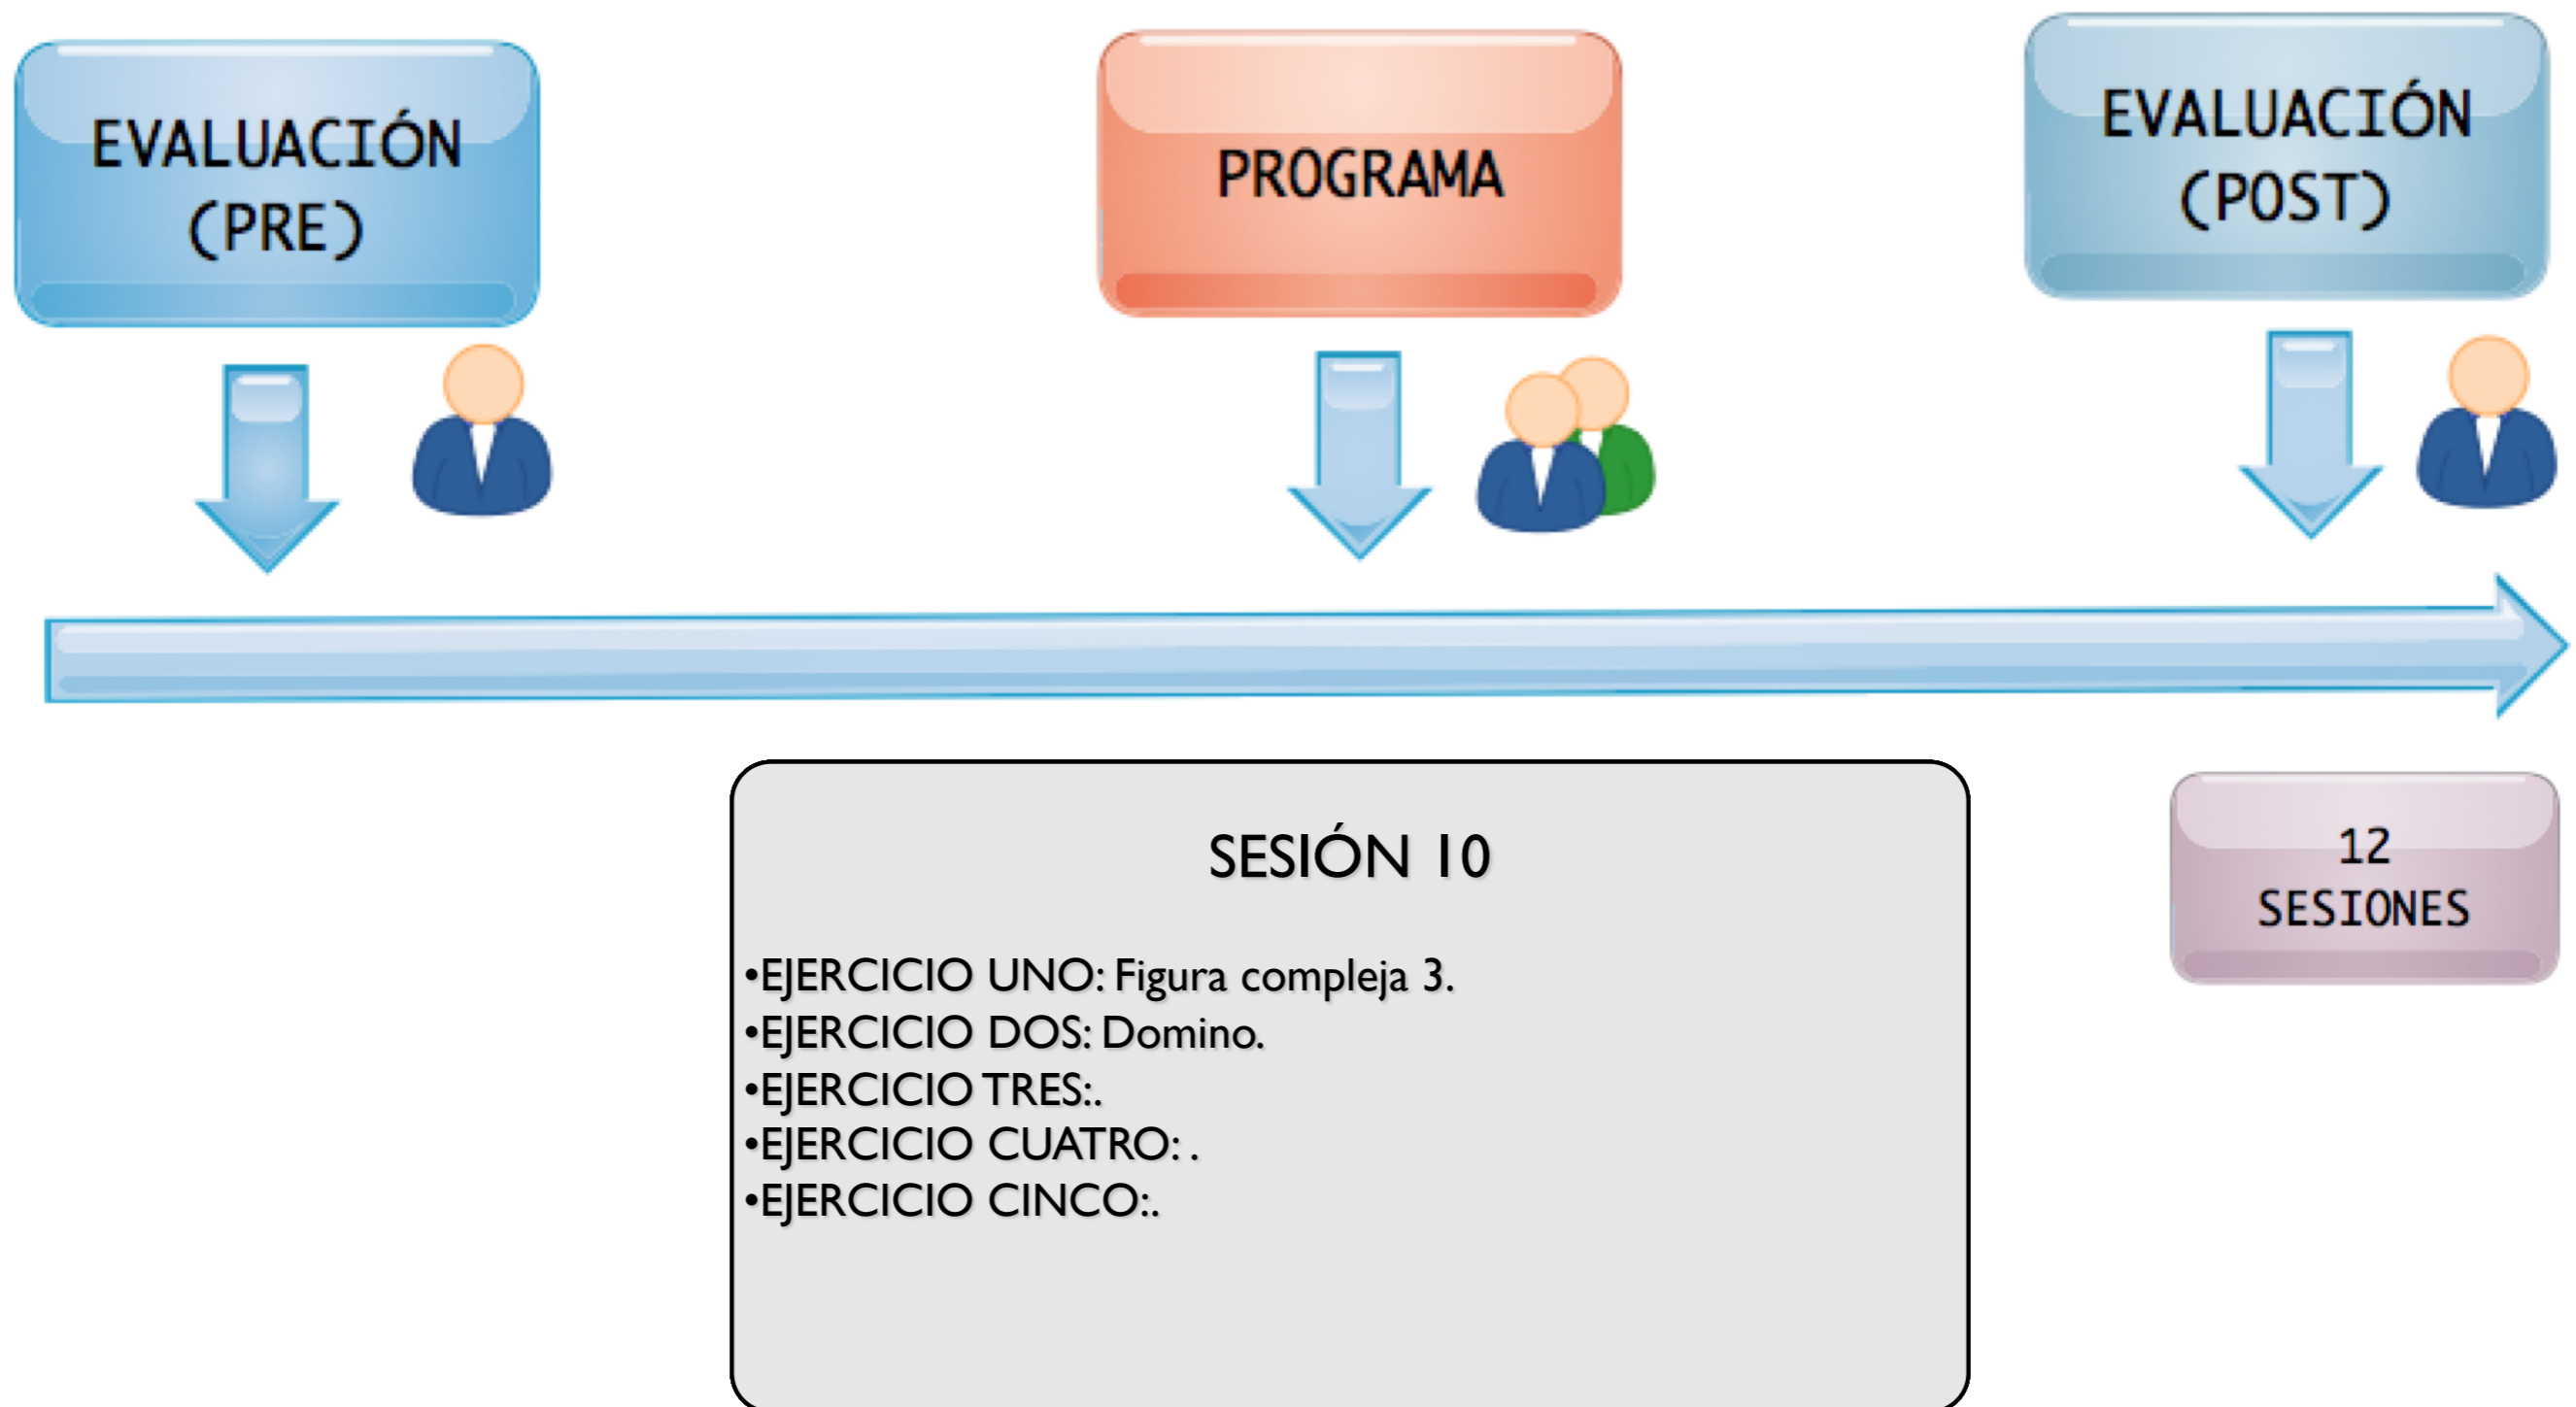 EVALUACIÓN
(PRE)
PROGRAMA
EVALUACIÓN
(POST)
SESIÓN 10
•EJERCICIO UNO: Figura compleja 3.
•EJERCICIO DOS: Domino.
•EJERCICIO TRES:.
•EJERCICIO CUATRO: .
•EJERCICIO CINCO:.
12
SESIONES